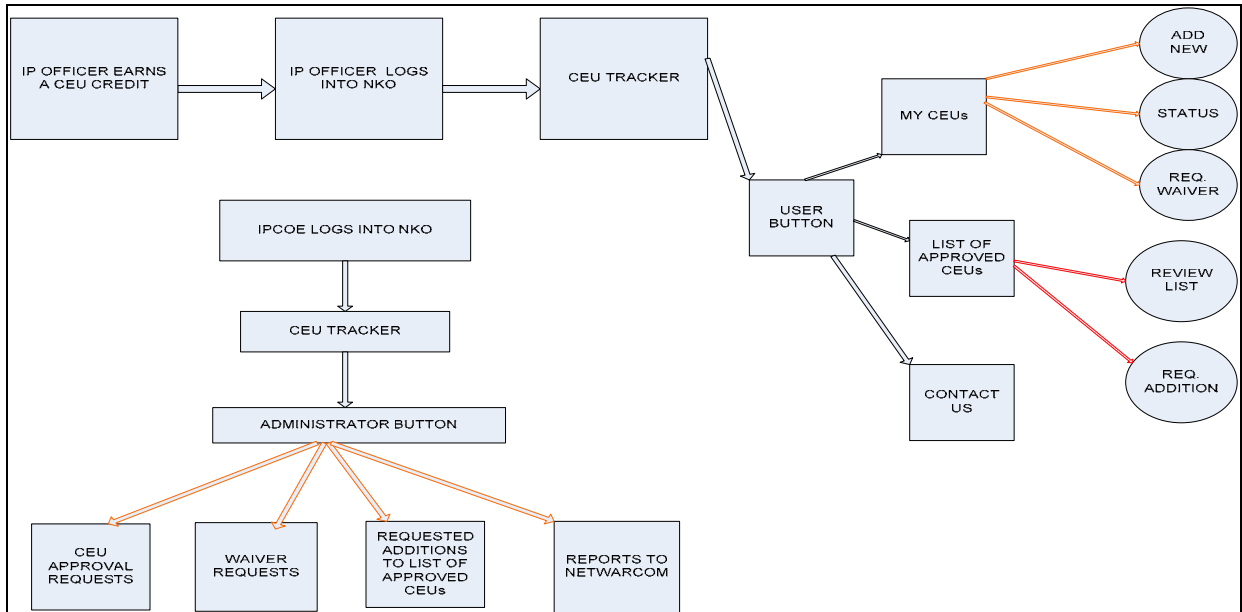 IP OFFICER EARNS
A CEU CREDIT
IP OFFICER LOGS
INTO NKO
CEU TRACKER
USER
BUTTON
MY CEUs
ADD
NEW
STATUS
REQ.
WAIVER
LIST OF
APPROVED
CEUs
REVIEW
LIST
REQ.
ADDITION
CONTACT
US
IPCOE LOGS INTO NKO
CEU TRACKER
ADMINISTRATOR BUTTON
CEU
APPROVAL
REQUESTS
WAIVER
REQUESTS
REQUESTED
ADDITIONS
TO LIST OF
APPROVED
CEUs
REPORTS TO
NETWARCOM